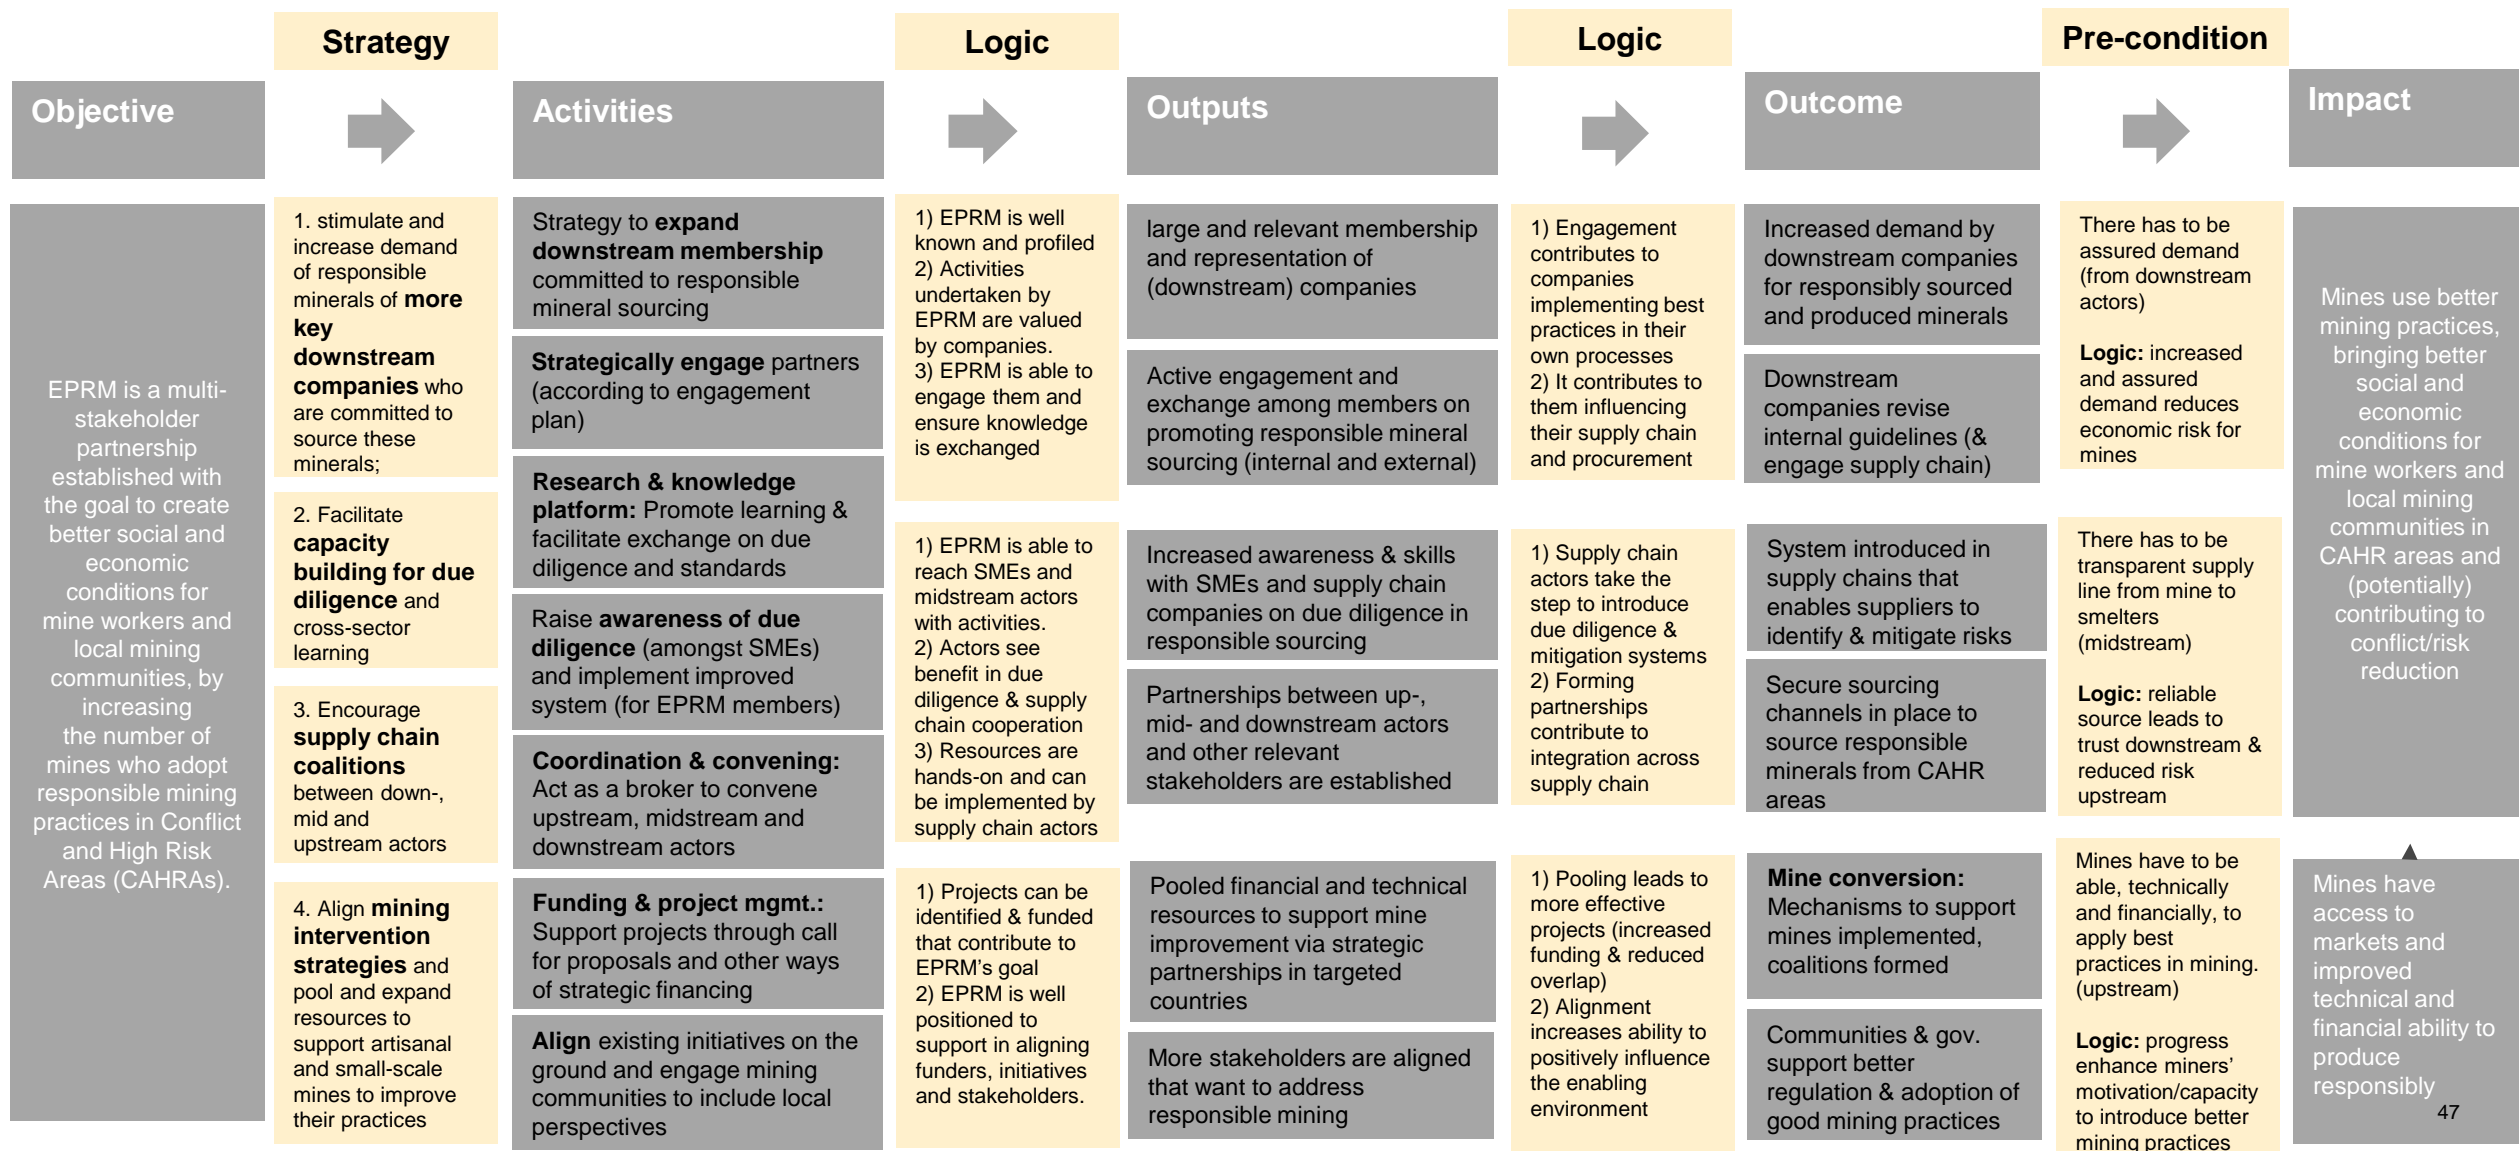 Strategy
Logic
Logic
Pre-condition
Objective
Activities
Outputs
Outcome
Impact
EPRM is a multi-
stakeholder
partnership
established with
the goal to create
better social and
economic
conditions for
mine workers and
local mining
communities, by
increasing
the number of
mines who adopt
responsible mining
practices in Conflict
and High Risk
Areas (CAHRAs).
1. stimulate and
increase demand
of responsible
minerals of more
key
downstream
companies who
are committed to
source these
minerals;
2. Facilitate
capacity
building for due
diligence and
cross-sector
learning
3. Encourage
supply chain
coalitions
between down-,
mid and
upstream actors
4. Align mining
intervention
strategies and
pool and expand
resources to
support artisanal
and small-scale
mines to improve
their practices
Strategy to expand
downstream membership
committed to responsible
mineral sourcing
Strategically engage partners
(according to engagement
plan)
Research & knowledge
platform: Promote learning &
facilitate exchange on due
diligence and standards
Raise awareness of due
diligence (amongst SMEs)
and implement improved
system (for EPRM members)
Coordination & convening:
Act as a broker to convene
upstream, midstream and
downstream actors
Funding & project mgmt.:
Support projects through call
for proposals and other ways
of strategic financing
Align existing initiatives on the
ground and engage mining
communities to include local
perspectives
1) EPRM is well
known and profiled
2) Activities
undertaken by
EPRM are valued
by companies.
3) EPRM is able to
engage them and
ensure knowledge
is exchanged
1) EPRM is able to
reach SMEs and
midstream actors
with activities.
2) Actors see
benefit in due
diligence & supply
chain cooperation
3) Resources are
hands-on and can
be implemented by
supply chain actors
1) Projects can be
identified & funded
that contribute to
EPRM's goal
2) EPRM is well
positioned to
support in aligning
funders, initiatives
and stakeholders.
large and relevant membership
and representation of
(downstream) companies
Active engagement and
exchange among members on
promoting responsible mineral
sourcing (internal and external)
Increased awareness & skills
with SMEs and supply chain
companies on due diligence in
responsible sourcing
Partnerships between up-,
mid- and downstream actors
and other relevant
stakeholders are established
Pooled financial and technical
resources to support mine
improvement via strategic
partnerships in targeted
countries
More stakeholders are aligned
that want to address
responsible mining
1) Engagement
contributes to
companies
implementing best
practices in their
own processes
2) It contributes to
them influencing
their supply chain
and procurement
1) Supply chain
actors take the
step to introduce
due diligence &
mitigation systems
2) Forming
partnerships
contribute to
integration across
supply chain
1) Pooling leads to
more effective
projects (increased
funding & reduced
overlap)
2) Alignment
increases ability to
positively influence
the enabling
environment
Increased demand by
downstream companies
for responsibly sourced
and produced minerals
Downstream
companies revise
internal guidelines (&
engage supply chain)
System introduced in
supply chains that
enables suppliers to
identify & mitigate risks
Secure sourcing
channels in place to
source responsible
minerals from CAHR
areas
Mine conversion:
Mechanisms to support
mines implemented,
coalitions formed
Communities & gov.
support better
regulation & adoption of
good mining practices
There has to be
assured demand
(from downstream
actors)
Logic: increased
and assured
demand reduces
economic risk for
mines
There has to be
transparent supply
line from mine to
smelters
(midstream)
Logic: reliable
source leads to
trust downstream &
reduced risk
upstream
Mines have to be
able, technically
and financially, to
apply best
practices in mining.
(upstream)
Logic: progress
enhance miners'
motivation/capacity
to introduce better
mining practices
Mines use better
mining practices,
bringing better
social and
economic
conditions for
mine workers and
local mining
communities in
CAHR areas and
(potentially)
contributing to
conflict/risk
reduction
Mines have
access to
markets and
improved
technical and
financial ability to
produce
responsibly
47